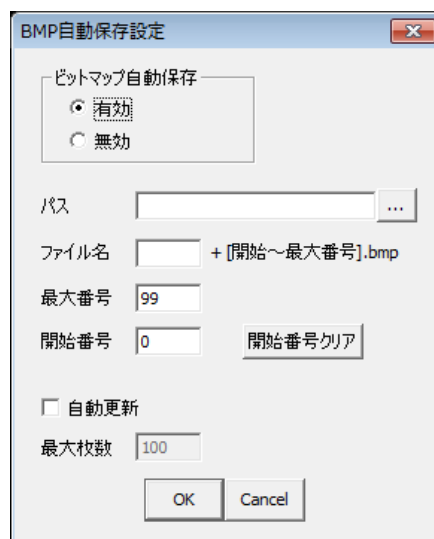 BMP自動保存設定
ビットマップ自動保存
有効
無効
パス
...
ファイル名 + [開始～最大番号].bmp
最大番号 99
開始番号 0 開始番号クリア
自動更新
最大枚数 100
OK Cancel